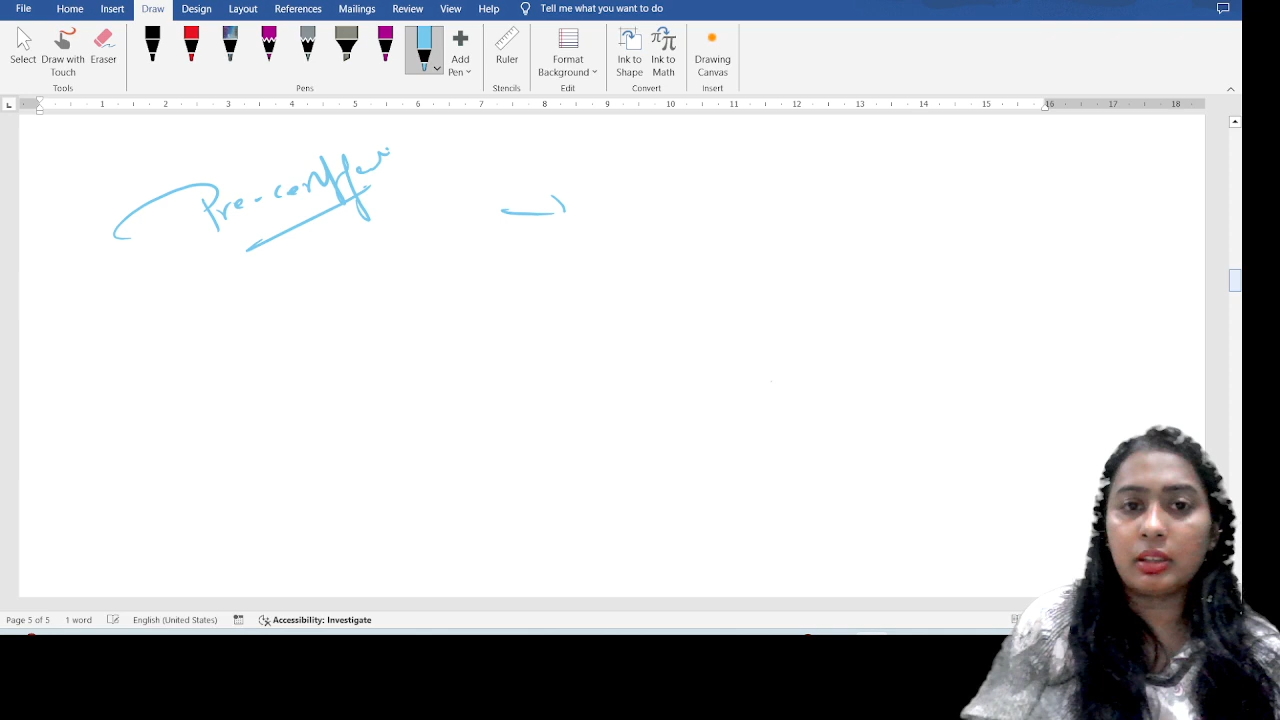 File Home Insert Draw Design Layout References Mailings Review View Help Tell me what you want to do
Select Draw with Touch Eraser Add Pen Ruler Format Background Ink to Shape Ink to Math Drawing Canvas
Tools Pens Stencils Edit Convert Insert
1 2 3 4 5 6 7 8 9 10 11 12 13 14 15 16 17 18
Page 5 of 5 1 word English (United States) Accessibility: Investigate